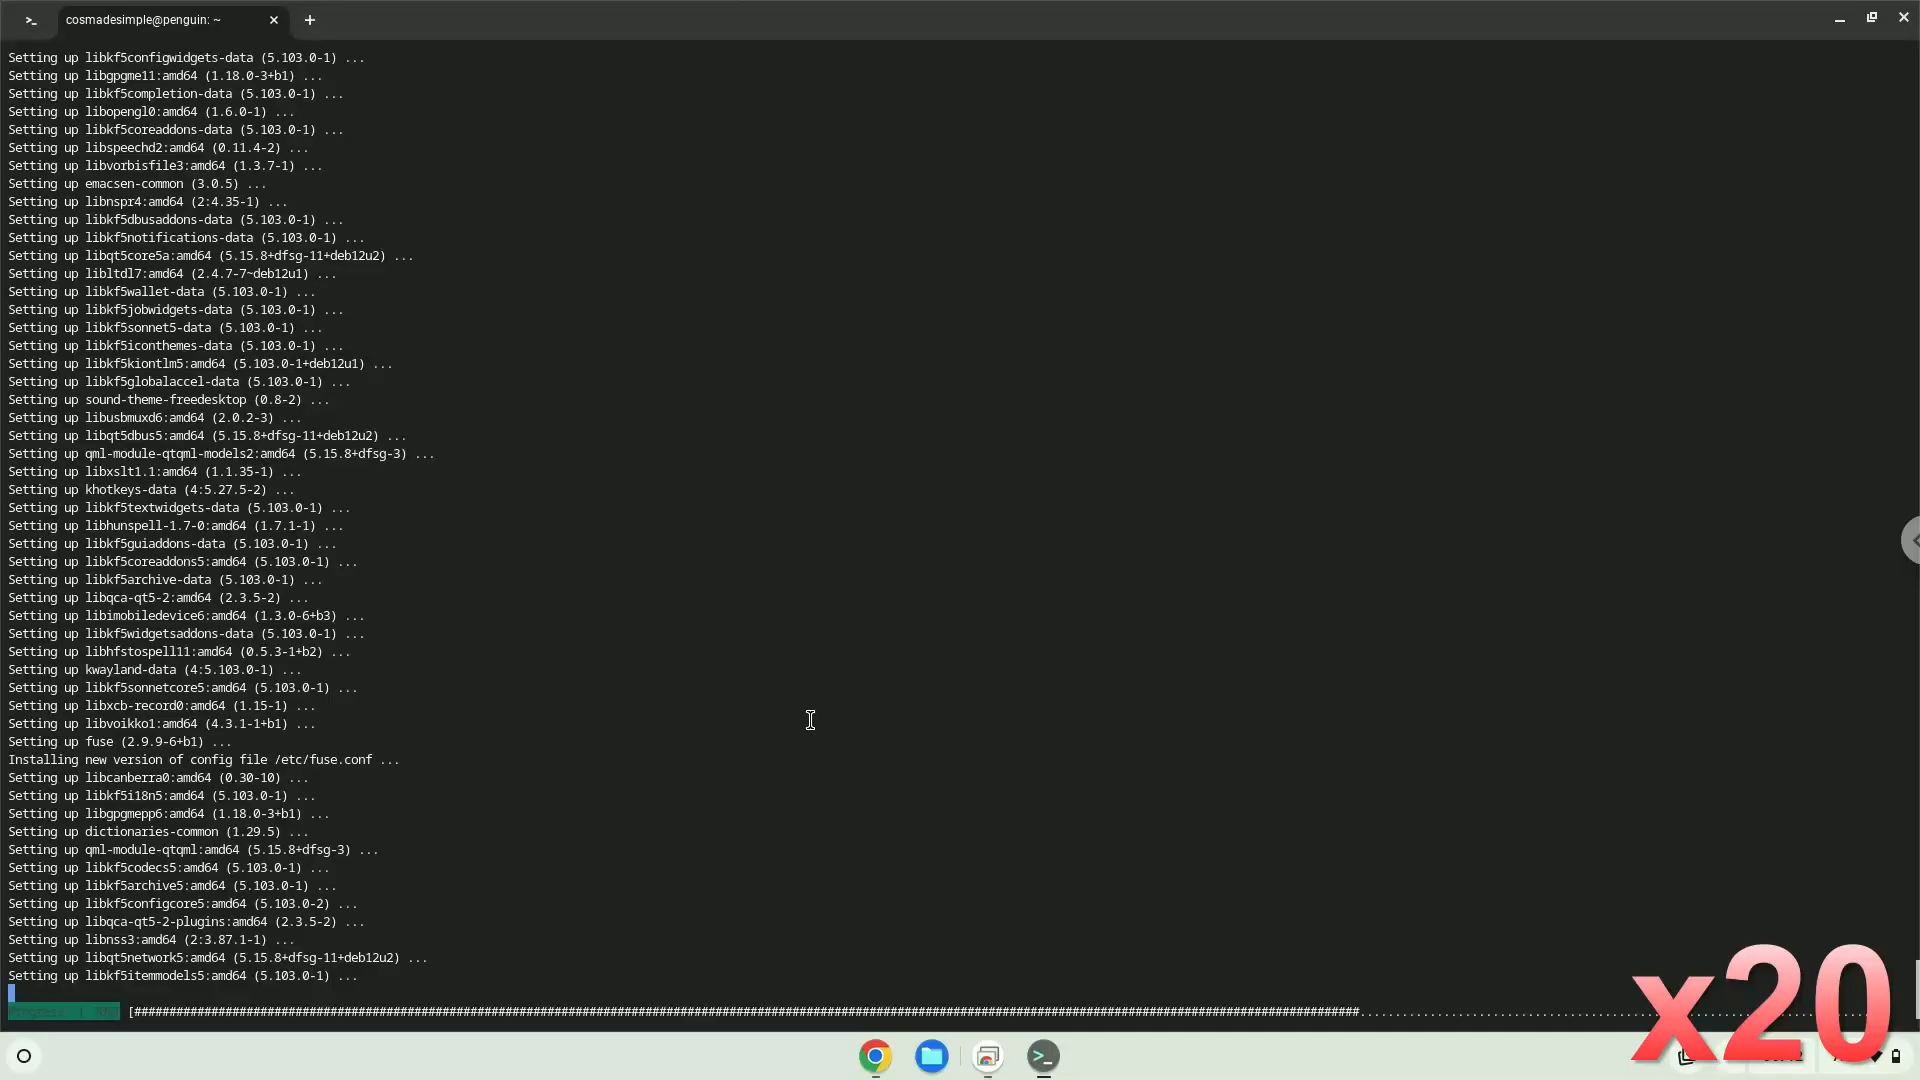 cosmadesimple@penguin: ~
Setting up libkf5configwidgets-data (5.103.0-1) ...
Setting up libgpgme11:amd64 (1.18.0-3+b1) ...
Setting up libkf5completion-data (5.103.0-1) ...
Setting up libopengl0:amd64 (1.6.0-1) ...
Setting up libkf5coreaddons-data (5.103.0-1) ...
Setting up libspeechd2:amd64 (0.11.4-2) ...
Setting up libvorbisfile3:amd64 (1.3.7-1) ...
Setting up emacsen-common (3.0.5) ...
Setting up libnspr4:amd64 (2:4.35-1) ...
Setting up libkf5dbusaddons-data (5.103.0-1) ...
Setting up libkf5notifications-data (5.103.0-1) ...
Setting up libqt5core5a:amd64 (5.15.8+dfsg-11+deb12u2) ...
Setting up libltdl7:amd64 (2.4.7-7~deb12u1) ...
Setting up libkf5wallet-data (5.103.0-1) ...
Setting up libkf5jobwidgets-data (5.103.0-1) ...
Setting up libkf5sonnet5-data (5.103.0-1) ...
Setting up libkf5iconthemes-data (5.103.0-1) ...
Setting up libkf5kiontlm5:amd64 (5.103.0-1+deb12u1) ...
Setting up libkf5globalaccel-data (5.103.0-1) ...
Setting up sound-theme-freedesktop (0.8-2) ...
Setting up libusbmuxd6:amd64 (2.0.2-3) ...
Setting up libqt5dbus5:amd64 (5.15.8+dfsg-11+deb12u2) ...
Setting up qml-module-qtqml-models2:amd64 (5.15.8+dfsg-3) ...
Setting up libxslt1.1:amd64 (1.1.35-1) ...
Setting up khotkeys-data (4:5.27.5-2) ...
Setting up libkf5textwidgets-data (5.103.0-1) ...
Setting up libhunspell-1.7-0:amd64 (1.7.1-1) ...
Setting up libkf5guiaddons-data (5.103.0-1) ...
Setting up libkf5coreaddons5:amd64 (5.103.0-1) ...
Setting up libkf5archive-data (5.103.0-1) ...
Setting up libqca-qt5-2:amd64 (2.3.5-2) ...
Setting up libimobiledevice6:amd64 (1.3.0-6+b3) ...
Setting up libkf5widgetsaddons-data (5.103.0-1) ...
Setting up libhfstospell11:amd64 (0.5.3-1+b2) ...
Setting up kwayland-data (4:5.103.0-1) ...
Setting up libkf5sonnetcore5:amd64 (5.103.0-1) ...
Setting up libxcb-record0:amd64 (1.15-1) ...
Setting up libvoikko1:amd64 (4.3.1-1+b1) ...
Setting up fuse (2.9.9-6+b1) ...
Installing new version of config file /etc/fuse.conf ...
Setting up libcanberra0:amd64 (0.30-10) ...
Setting up libkf5i18n5:amd64 (5.103.0-1) ...
Setting up libgpgmepp6:amd64 (1.18.0-3+b1) ...
Setting up dictionaries-common (1.29.5) ...
Setting up qml-module-qtqml:amd64 (5.15.8+dfsg-3) ...
Setting up libkf5codecs5:amd64 (5.103.0-1) ...
Setting up libkf5archive5:amd64 (5.103.0-1) ...
Setting up libkf5configcore5:amd64 (5.103.0-2) ...
Setting up libqca-qt5-2-plugins:amd64 (2.3.5-2) ...
Setting up libnss3:amd64 (2:3.87.1-1) ...
Setting up libqt5network5:amd64 (5.15.8+dfsg-11+deb12u2) ...
Setting up libkf5itemmodels5:amd64 (5.103.0-1) ...
x20